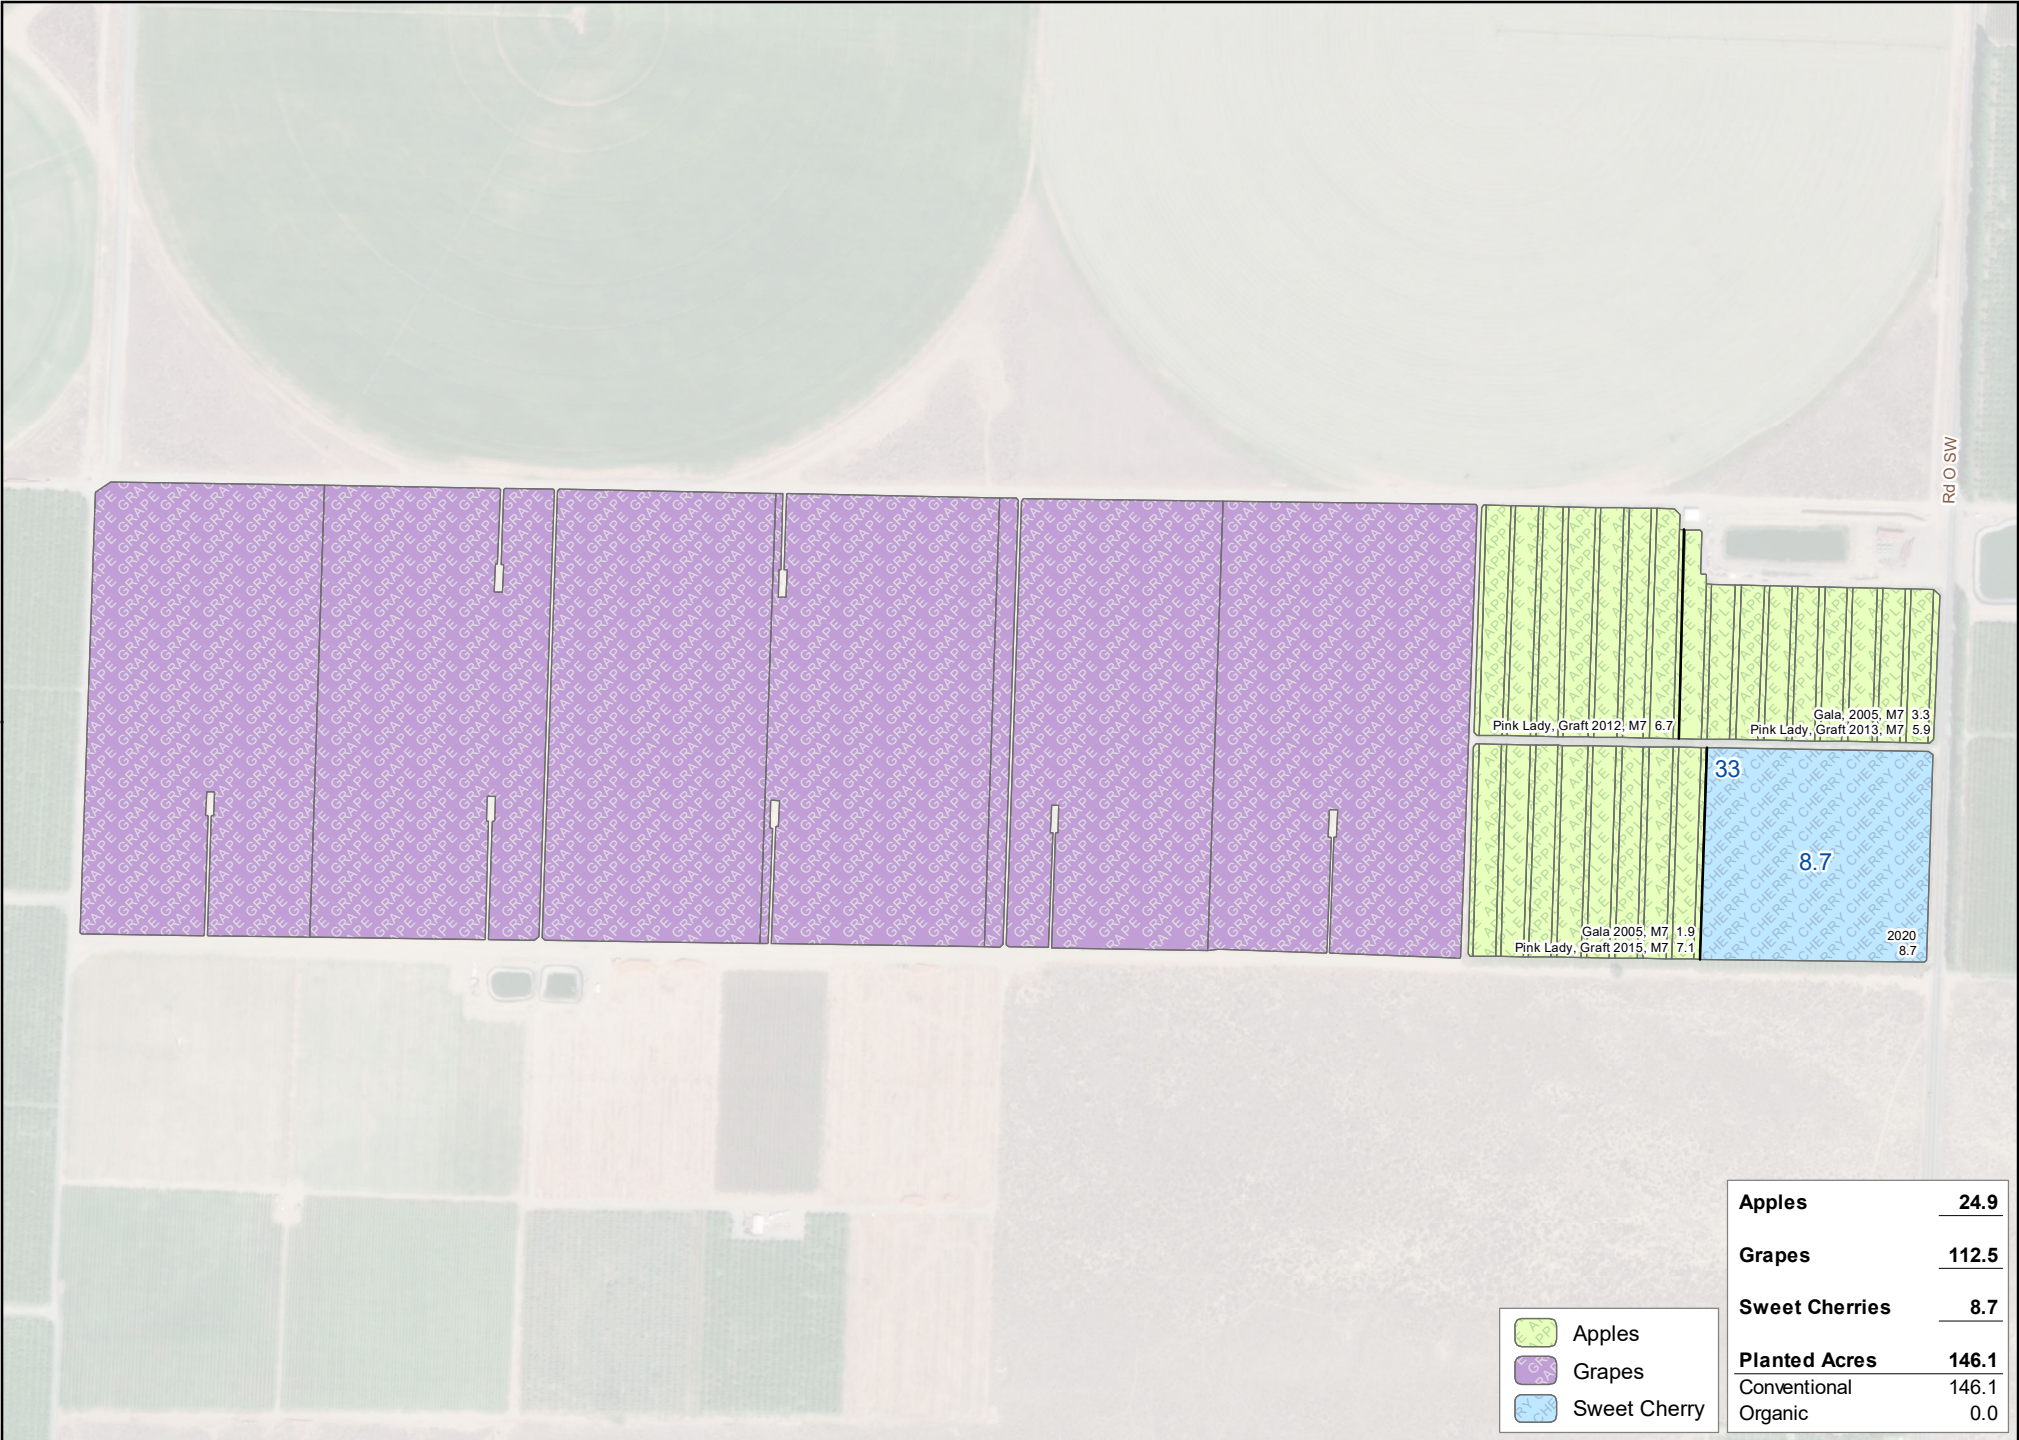 Rd O SW
Pink Lady, Graft 2012, M7 6.7
Gala, 2005, M7 3.3
Pink Lady, Graft 2013, M7 5.9
33
8.7
Gala 2005, M7 1.9
Pink Lady, Graft 2015, M7 7.1
2020
8.7
Apples 24.9
Grapes 112.5
Sweet Cherries 8.7
Planted Acres 146.1
Conventional 146.1
Organic 0.0
Apples
Grapes
Sweet Cherry